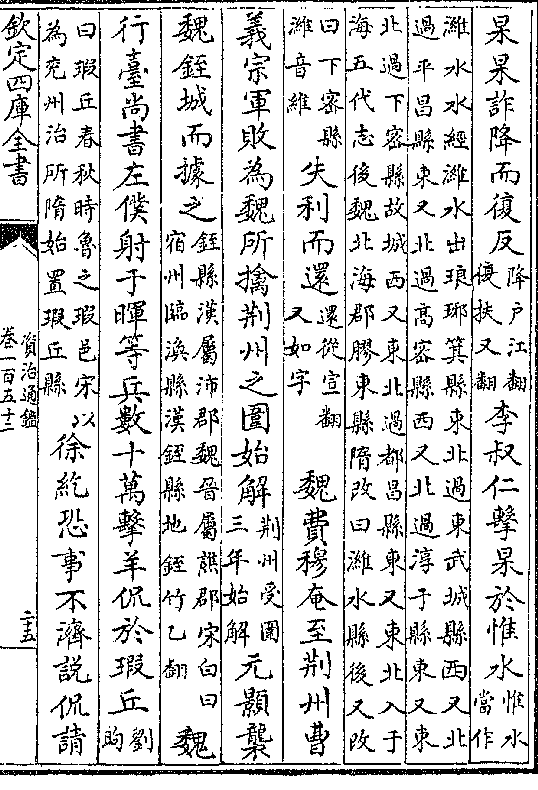 杲杲詐降而復反降戸江翻復扶又翻李叔仁擊杲於惟水惟水當作
濰水水經濰水出琅琊箕縣東北過東武城縣西又北
過平昌縣東又北過高密縣西又北過淳于縣東又東
北過下密縣故城西又東北過都昌縣東又東北入于
海五代志後魏北海郡膠東縣隋改曰濰水縣後又改
曰下密縣濰音維失利而還還從宣翻又如字魏費穆奄至荆州曹
義宗軍敗為魏所擒荆州之圍始解荆州受圍三年始解元顥襲
魏銍城而據之銍縣漢屬沛郡魏晉屬譙郡宋白曰宿州臨渙縣漢銍縣地銍竹乙翻魏
行臺尚書左僕射于暉等兵數十萬擊羊侃於瑕丘劉昫
曰瑕丘春秋時魯之瑕邑宋以為兖州治所隋始置瑕丘縣徐紇恐事不濟說侃請
欽定四庫全書
資治通鑑
卷一百五十二
二十五